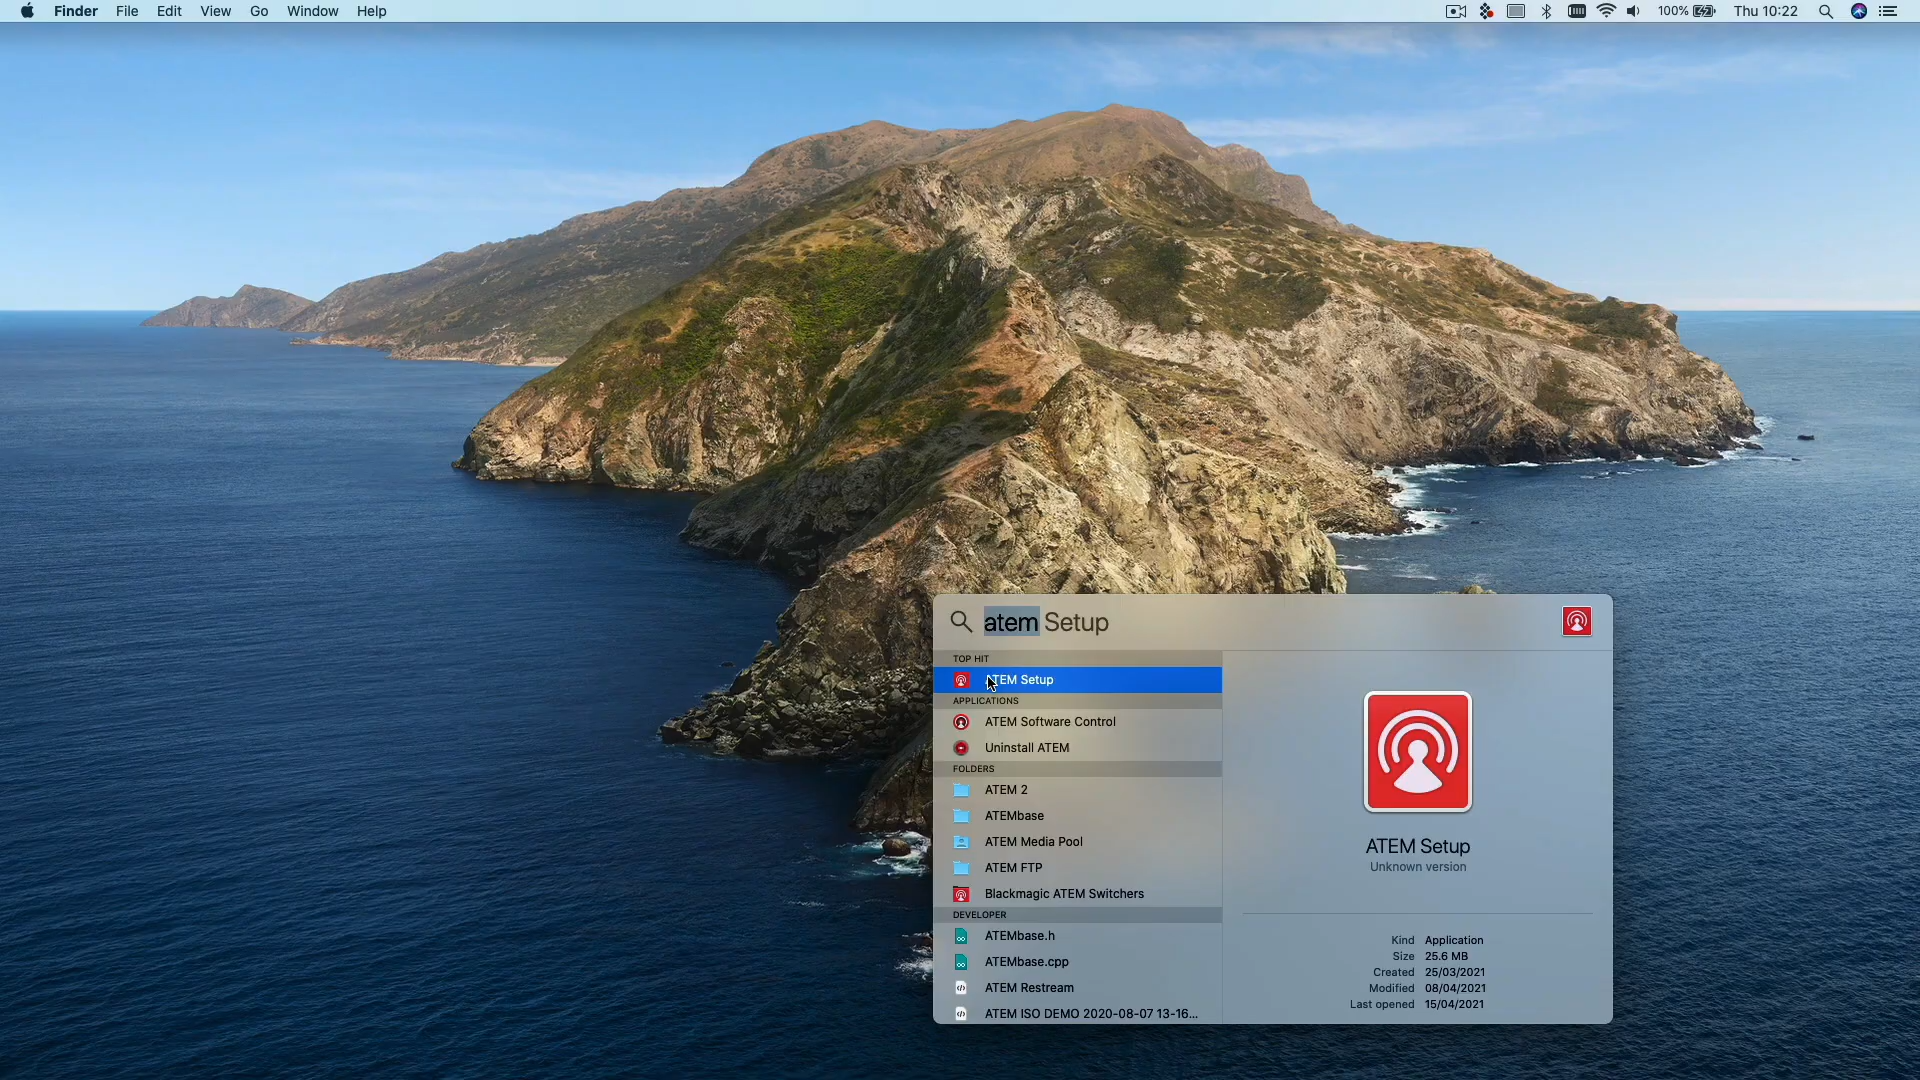 Finder File Edit View Go Window Help 100% Thu 10:22
atem Setup
TOP HIT
ATEM Setup
APPLICATIONS
ATEM Software Control
Uninstall ATEM
FOLDERS
ATEM 2
ATEMbase
ATEM Media Pool
ATEM FTP
Blackmagic ATEM Switchers
DEVELOPER
ATEMbase.h
ATEMbase.cpp
ATEM Restream
ATEM ISO DEMO 2020-08-07 13-16...
ATEM Setup
Unknown version
Kind Application
Size 25.6 MB
Created 25/03/2021
Modified 08/04/2021
Last opened 15/04/2021